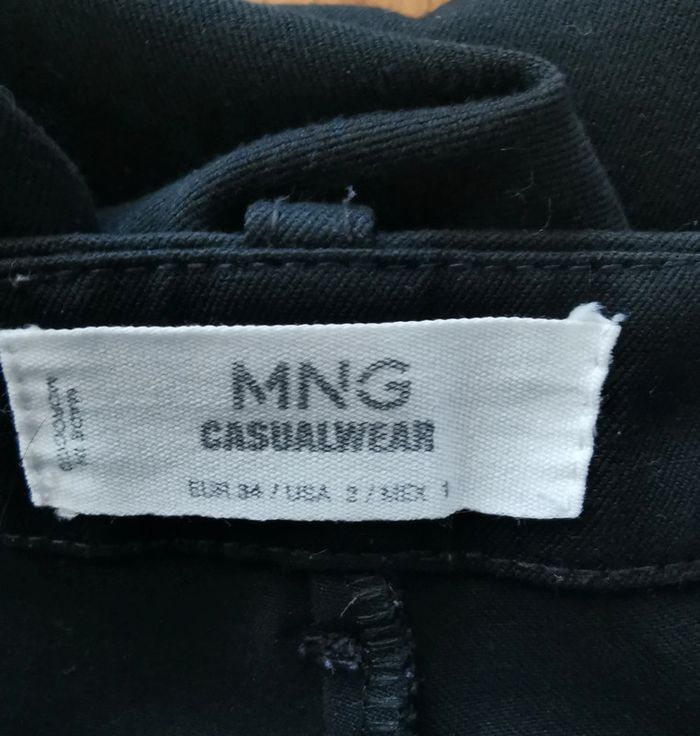 MNG
CASUALWEAR
EUR 34 / USA 2 / MEX 1
MADE IN
MOROCCO